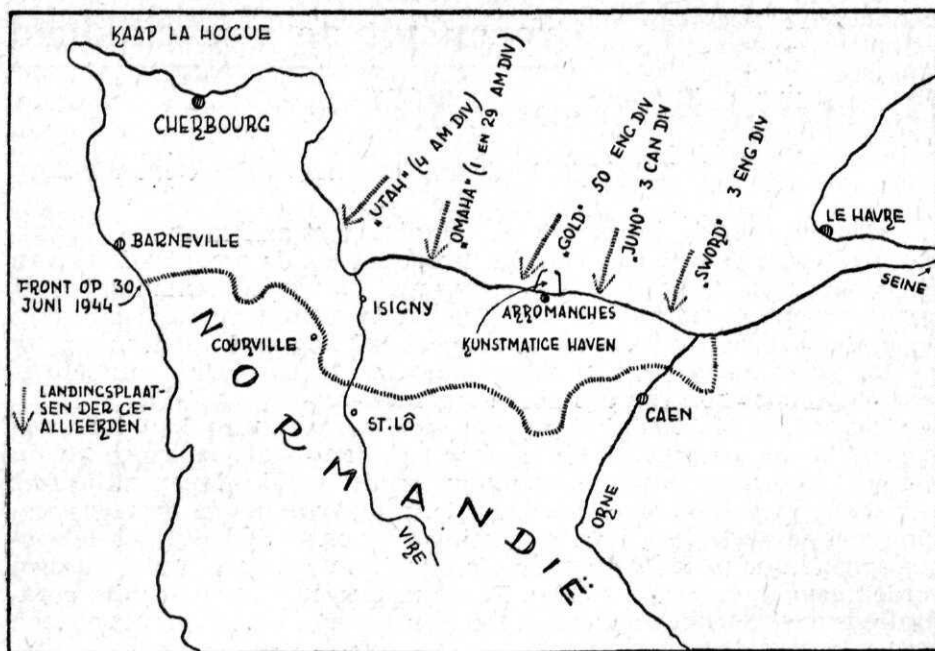 KAAP LA HOGUE
CHERBOURG
„UTAH" (4 AM DIV)
„OMAHA" (1 EN 29 AM DIV)
„GOLD" 50 ENG DIV
„JUNO" 3 CAN DIV
„SWORD" 3 ENG DIV
LE HAVRE
SEINE
BARNEVILLE
FRONT OP 30
JUNI 1944
ISIGNY
ARROMANCHES
KUNSTMATIGE HAVEN
COURVILLE
LANDINGSPLAAT-
SEN DER GE-
ALLIEERDEN
ST. LÔ
CAEN
ORNE
VIRE
NORMANDIË